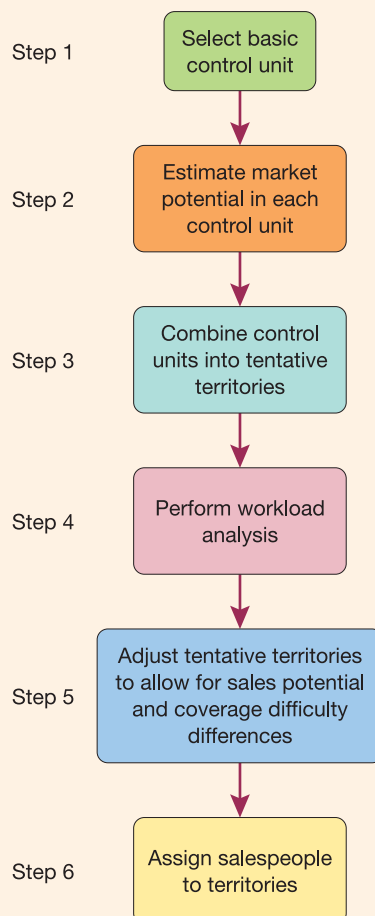 Step 1
Select basic
control unit
Step 2
Estimate market
potential in each
control unit
Step 3
Combine control
units into tentative
territories
Step 4
Perform workload
analysis
Step 5
Adjust tentative territories
to allow for sales potential
and coverage difficulty
differences
Step 6
Assign salespeople
to territories